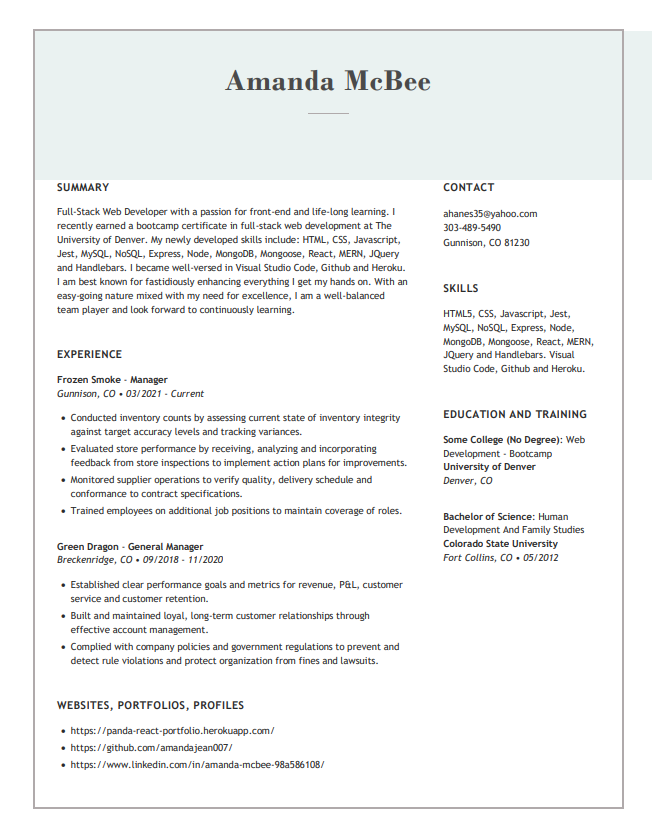 Amanda McBee
SUMMARY
Full-Stack Web Developer with a passion for front-end and life-long learning. I
recently earned a bootcamp certificate in full-stack web development at The
University of Denver. My newly developed skills include: HTML, CSS, Javascript,
Jest, MySQL, NoSQL, Express, Node, MongoDB, Mongoose, React, MERN, JQuery
and Handlebars. I became well-versed in Visual Studio Code, Github and Heroku.
I am best known for fastidiously enhancing everything I get my hands on. With an
easy-going nature mixed with my need for excellence, I am a well-balanced
team player and look forward to continuously learning.
EXPERIENCE
Frozen Smoke - Manager
Gunnison, CO • 03/2021 - Current
• Conducted inventory counts by assessing current state of inventory integrity
against target accuracy levels and tracking variances.
• Evaluated store performance by receiving, analyzing and incorporating
feedback from store inspections to implement action plans for improvements.
• Monitored supplier operations to verify quality, delivery schedule and
conformance to contract specifications.
• Trained employees on additional job positions to maintain coverage of roles.
Green Dragon - General Manager
Breckenridge, CO • 09/2018 - 11/2020
• Established clear performance goals and metrics for revenue, P&L, customer
service and customer retention.
• Built and maintained loyal, long-term customer relationships through
effective account management.
• Complied with company policies and government regulations to prevent and
detect rule violations and protect organization from fines and lawsuits.
WEBSITES, PORTFOLIOS, PROFILES
• https://panda-react-portfolio.herokuapp.com/
• https://github.com/amandajean007/
• https://www.linkedin.com/in/amanda-mcbee-98a586108/
CONTACT
ahanes35@yahoo.com
303-489-5490
Gunnison, CO 81230
SKILLS
HTML5, CSS, Javascript, Jest,
MySQL, NoSQL, Express, Node,
MongoDB, Mongoose, React, MERN,
JQuery and Handlebars. Visual
Studio Code, Github and Heroku.
EDUCATION AND TRAINING
Some College (No Degree): Web
Development - Bootcamp
University of Denver
Denver, CO
Bachelor of Science: Human
Development And Family Studies
Colorado State University
Fort Collins, CO • 05/2012